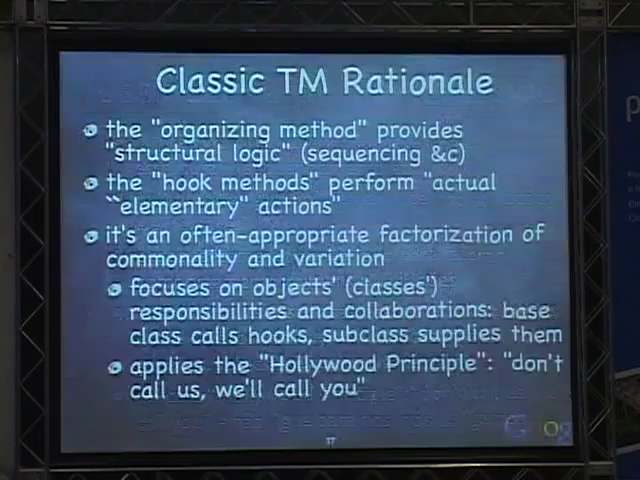 Classic TM Rationale
the "organizing method" provides
"structural logic" (sequencing &c)
the "hook methods" perform "actual
``elementary" actions"
it's an often-appropriate factorization of
commonality and variation
focuses on objects' (classes')
responsibilities and collaborations: base
class calls hooks, subclass supplies them
applies the "Hollywood Principle": "don't
call us, we'll call you"
37